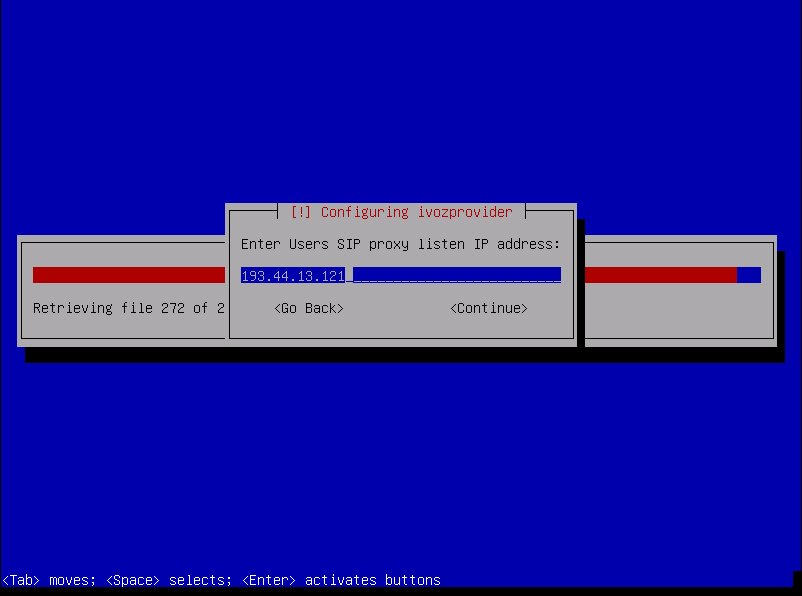 [!] Configuring ivozprovider
Enter Users SIP proxy listen IP address:
193.44.13.121__________________________
Retrieving file 272 of 2
<Go Back> <Continue>
<Tab> moves; <Space> selects; <Enter> activates buttons